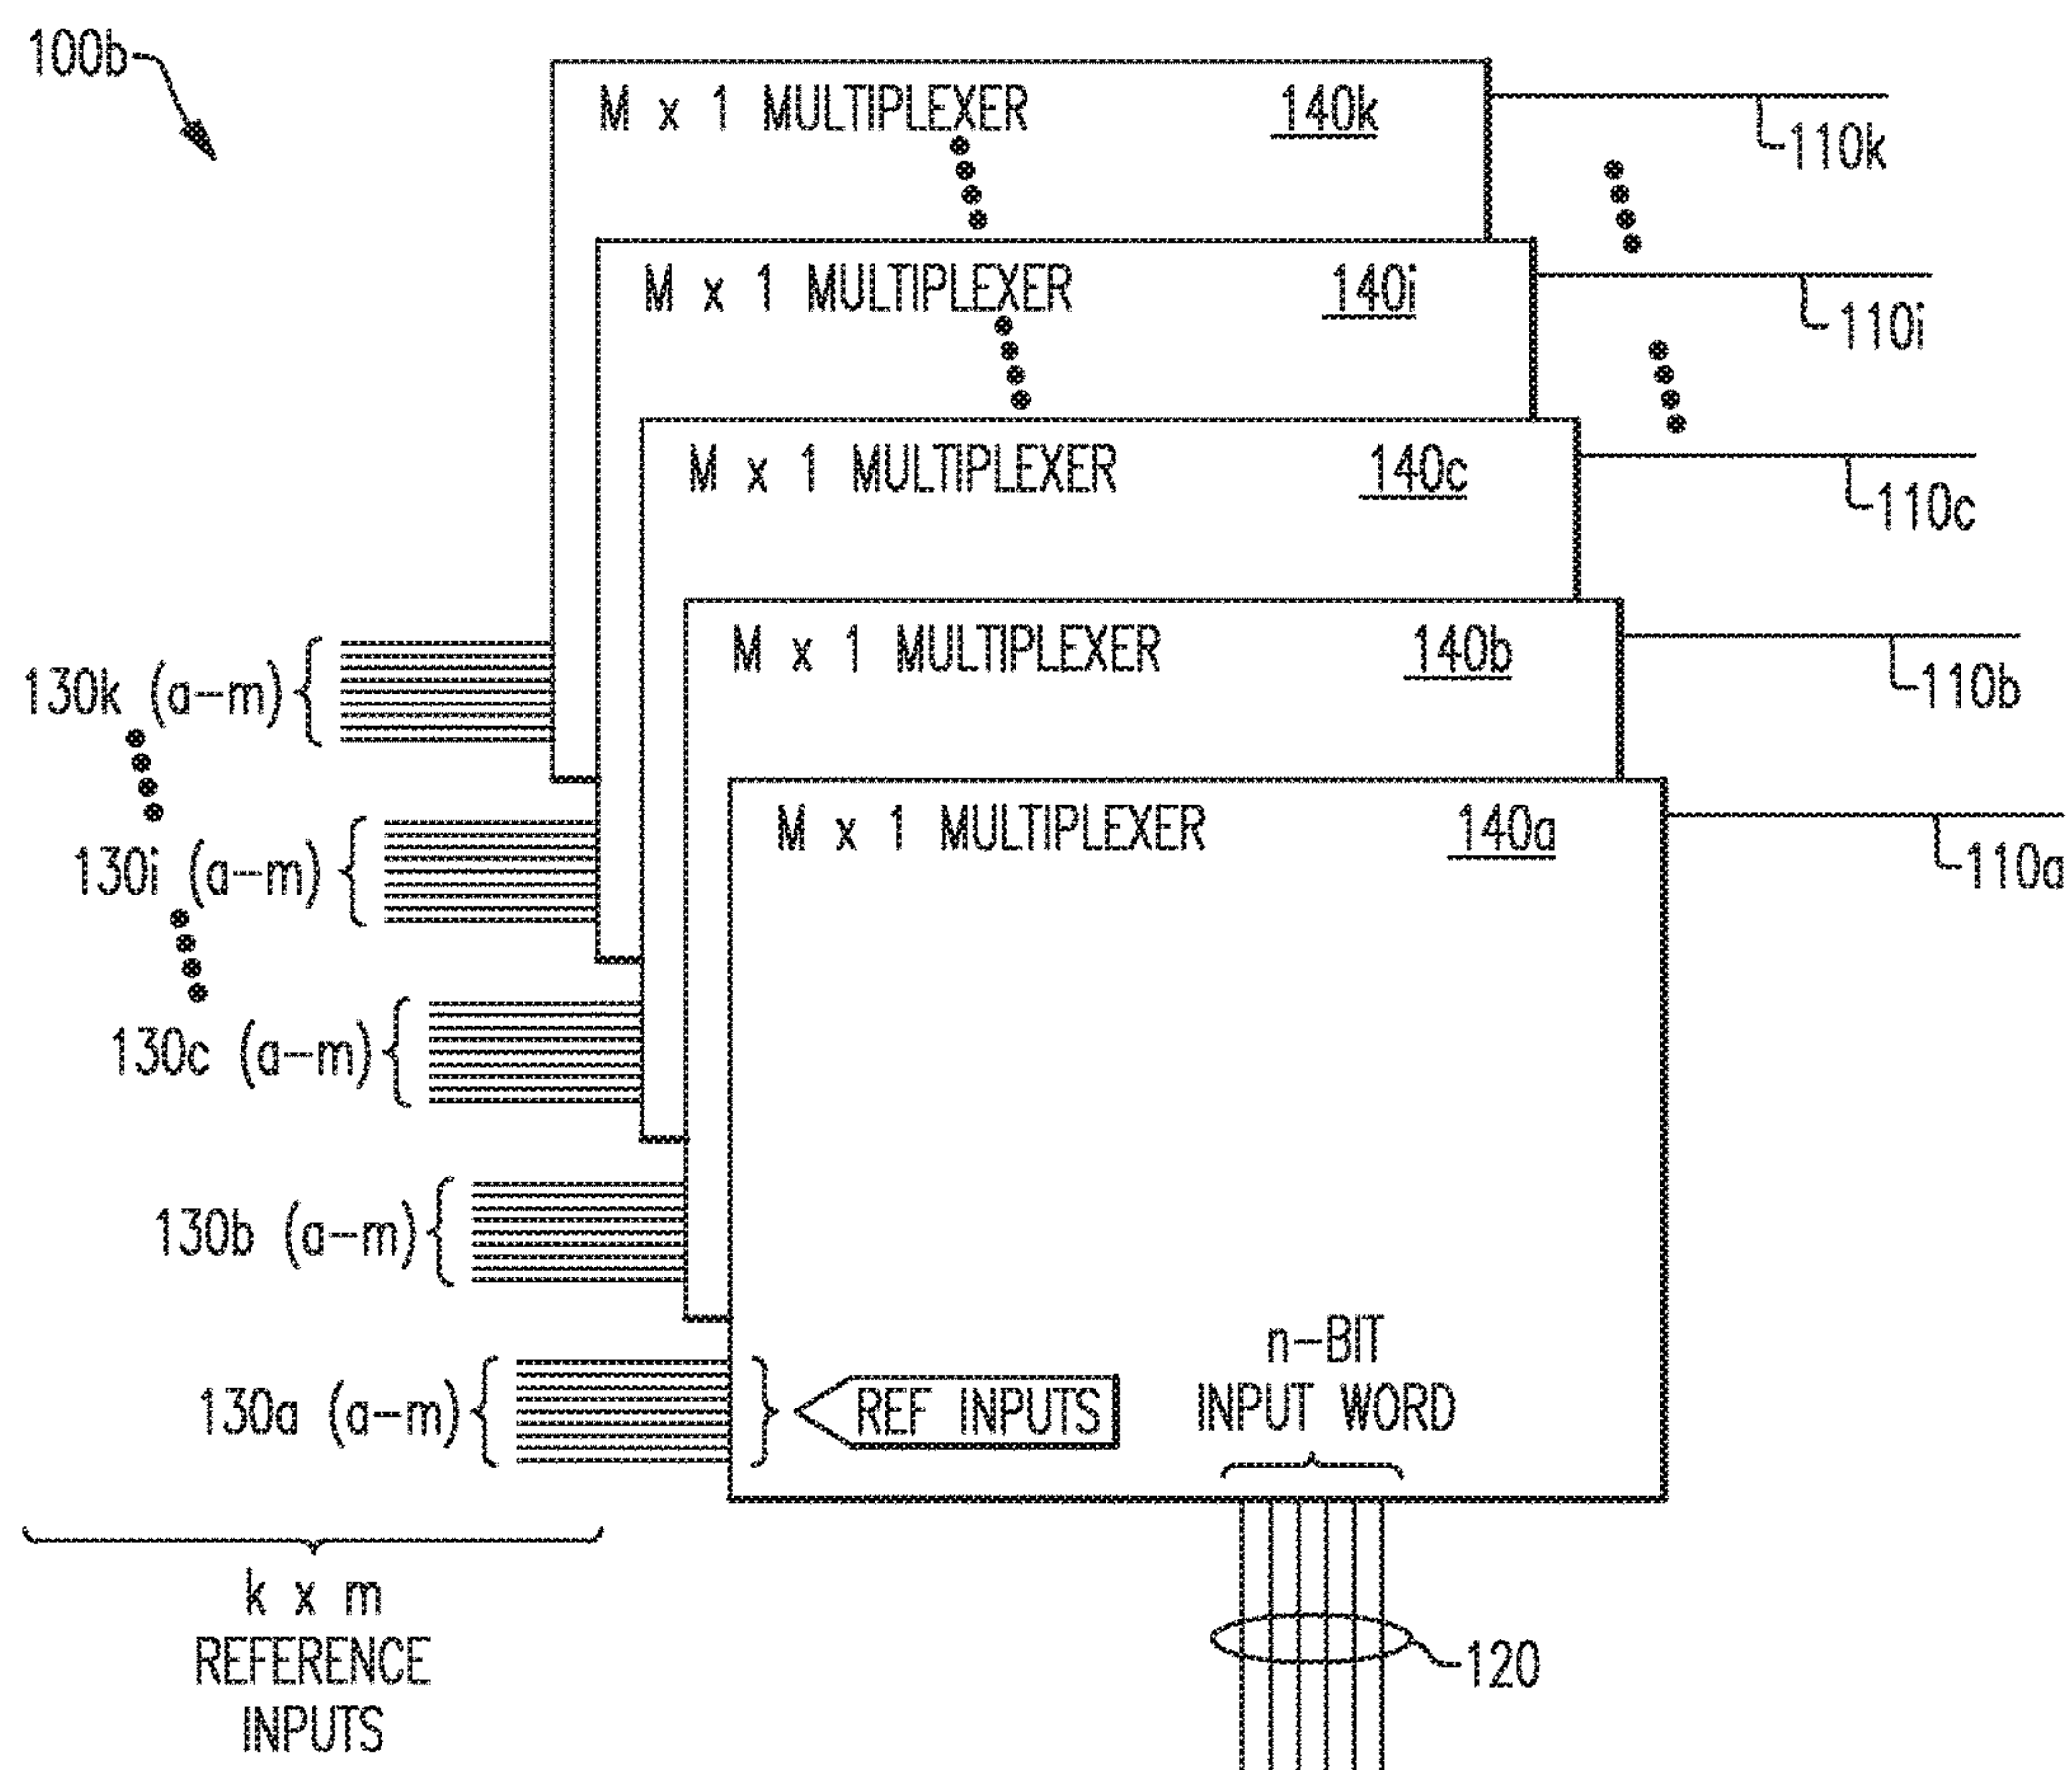 100b
M x 1 MULTIPLEXER 140k
110k
M x 1 MULTIPLEXER 140i
110i
M x 1 MULTIPLEXER 140c
110c
M x 1 MULTIPLEXER 140b
110b
M x 1 MULTIPLEXER 140a
110a
130k (a-m)
130i (a-m)
130c (a-m)
130b (a-m)
130a (a-m)
REF INPUTS
n-BIT
INPUT WORD
k x m
REFERENCE
INPUTS
120